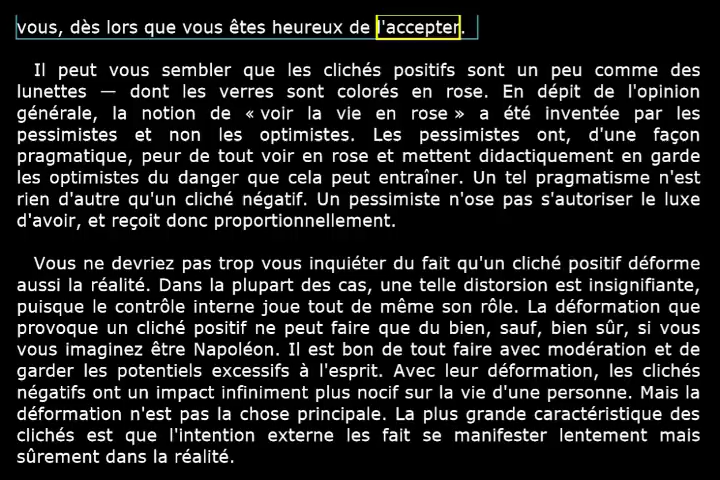 vous, dès lors que vous êtes heureux de l'accepter.
Il peut vous sembler que les clichés positifs sont un peu comme des
lunettes — dont les verres sont colorés en rose. En dépit de l'opinion
générale, la notion de « voir la vie en rose » a été inventée par les
pessimistes et non les optimistes. Les pessimistes ont, d'une façon
pragmatique, peur de tout voir en rose et mettent didactiquement en garde
les optimistes du danger que cela peut entraîner. Un tel pragmatisme n'est
rien d'autre qu'un cliché négatif. Un pessimiste n'ose pas s'autoriser le luxe
d'avoir, et reçoit donc proportionnellement.
Vous ne devriez pas trop vous inquiéter du fait qu'un cliché positif déforme
aussi la réalité. Dans la plupart des cas, une telle distorsion est insignifiante,
puisque le contrôle interne joue tout de même son rôle. La déformation que
provoque un cliché positif ne peut faire que du bien, sauf, bien sûr, si vous
vous imaginez être Napoléon. Il est bon de tout faire avec modération et de
garder les potentiels excessifs à l'esprit. Avec leur déformation, les clichés
négatifs ont un impact infiniment plus nocif sur la vie d'une personne. Mais la
déformation n'est pas la chose principale. La plus grande caractéristique des
clichés est que l'intention externe les fait se manifester lentement mais
sûrement dans la réalité.